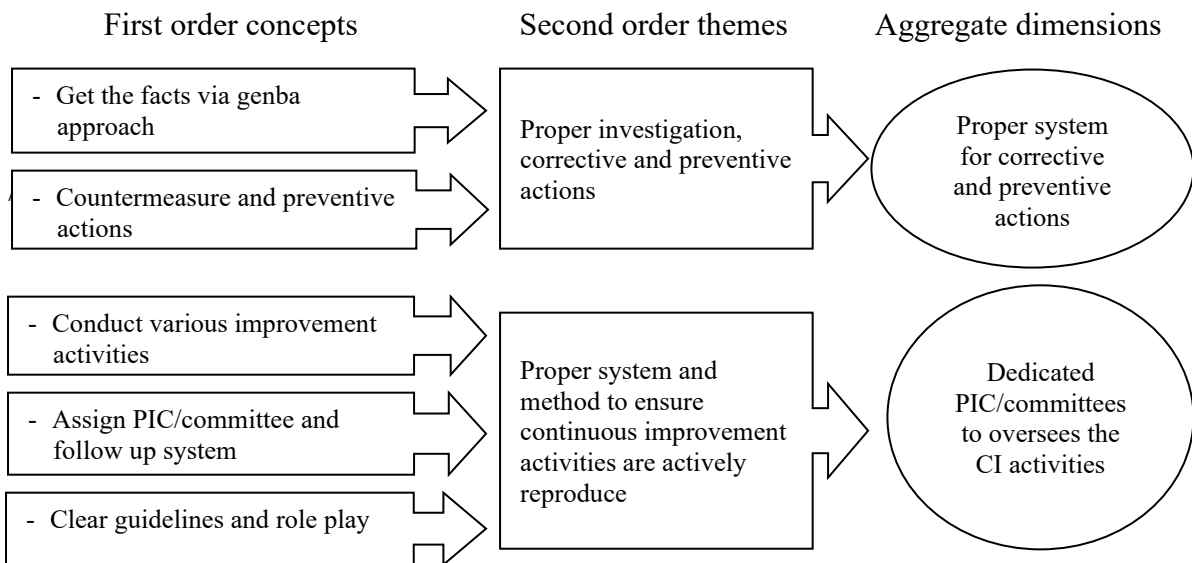 First order concepts
Second order themes
Aggregate dimensions
- Get the facts via genba
approach
- Countermeasure and preventive
actions
Proper investigation,
corrective and preventive
actions
Proper system
for corrective
and preventive
actions
- Conduct various improvement
activities
- Assign PIC/committee and
follow up system
- Clear guidelines and role play
Proper system and
method to ensure
continuous improvement
activities are actively
reproduce
Dedicated
PIC/committees
to oversees the
CI activities